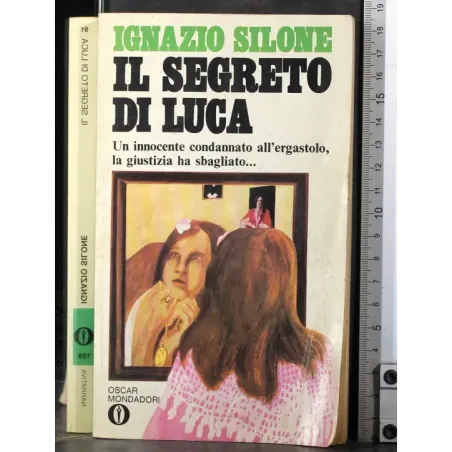 IGNAZIO SILONE
IL SEGRETO
DI LUCA
Un innocente condannato all'ergastolo,
la giustizia ha sbagliato...
OSCAR
MONDADORI
IL SEGRETO DI LUCA
IGNAZIO SILONE
NARRATIVA